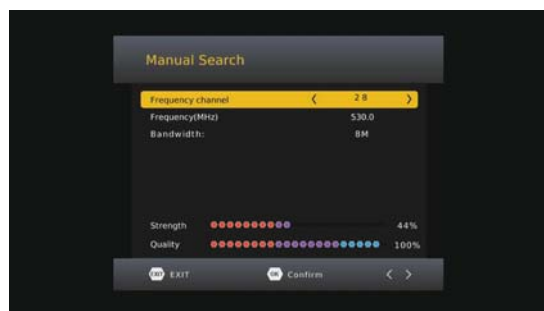 Manual Search
Frequency channel < 28 >
Frequency(MHz) 530.0
Bandwidth: 8M
Strength 44%
Quality 100%
EXIT EXIT OK Confirm < >